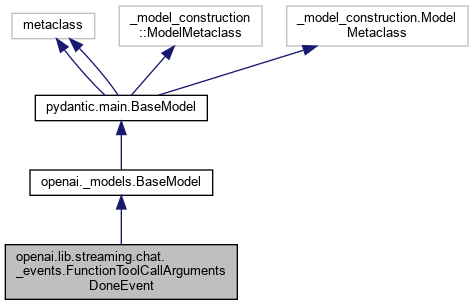 metaclass
_model_construction
::ModelMetaclass
_model_construction.Model
Metaclass
pydantic.main.BaseModel
openai._models.BaseModel
openai.lib.streaming.chat.
_events.FunctionToolCallArguments
DoneEvent